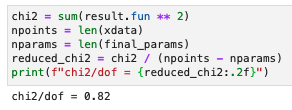 chi2 = sum(result.fun ** 2)
npoints = len(xdata)
nparams = len(final_params)
reduced_chi2 = chi2 / (npoints - nparams)
print(f"chi2/dof = {reduced_chi2:.2f}")
chi2/dof = 0.82